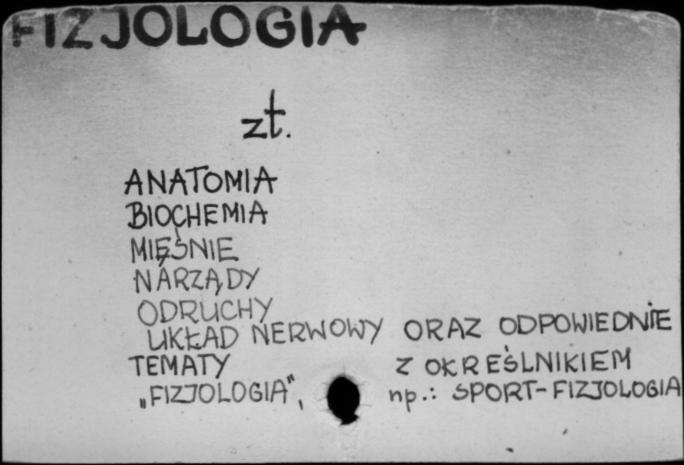 FIZJOLOGIA
zt.
ANATOMIA
BIOCHEMIA
MIĘŚNIE
NARZĄDY
ODRUCHY
UKŁAD NERWOWY ORAZ ODPOWIEDNIE
TEMATY Z OKREŚLNIKIEM
„FIZJOLOGIA”, np.: SPORT-FIZJOLOGIA